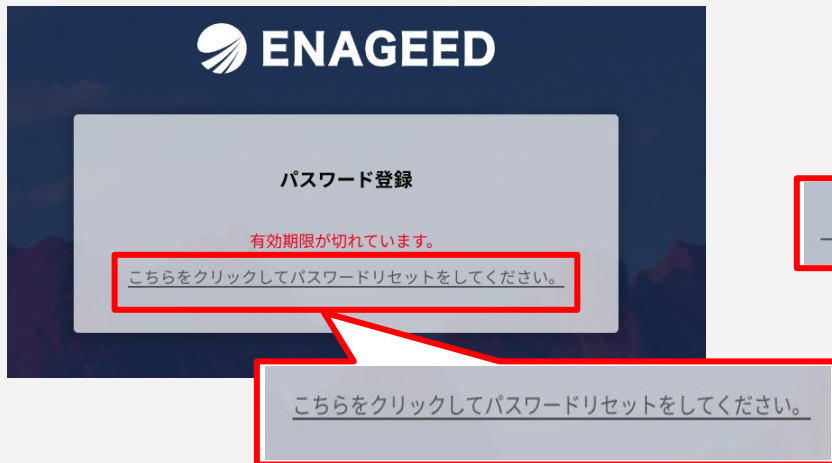 ENAGEED
パスワード登録
有効期限が切れています。
こちらをクリックしてパスワードリセットをしてください。
こちらをクリックしてパスワードリセットをしてください。